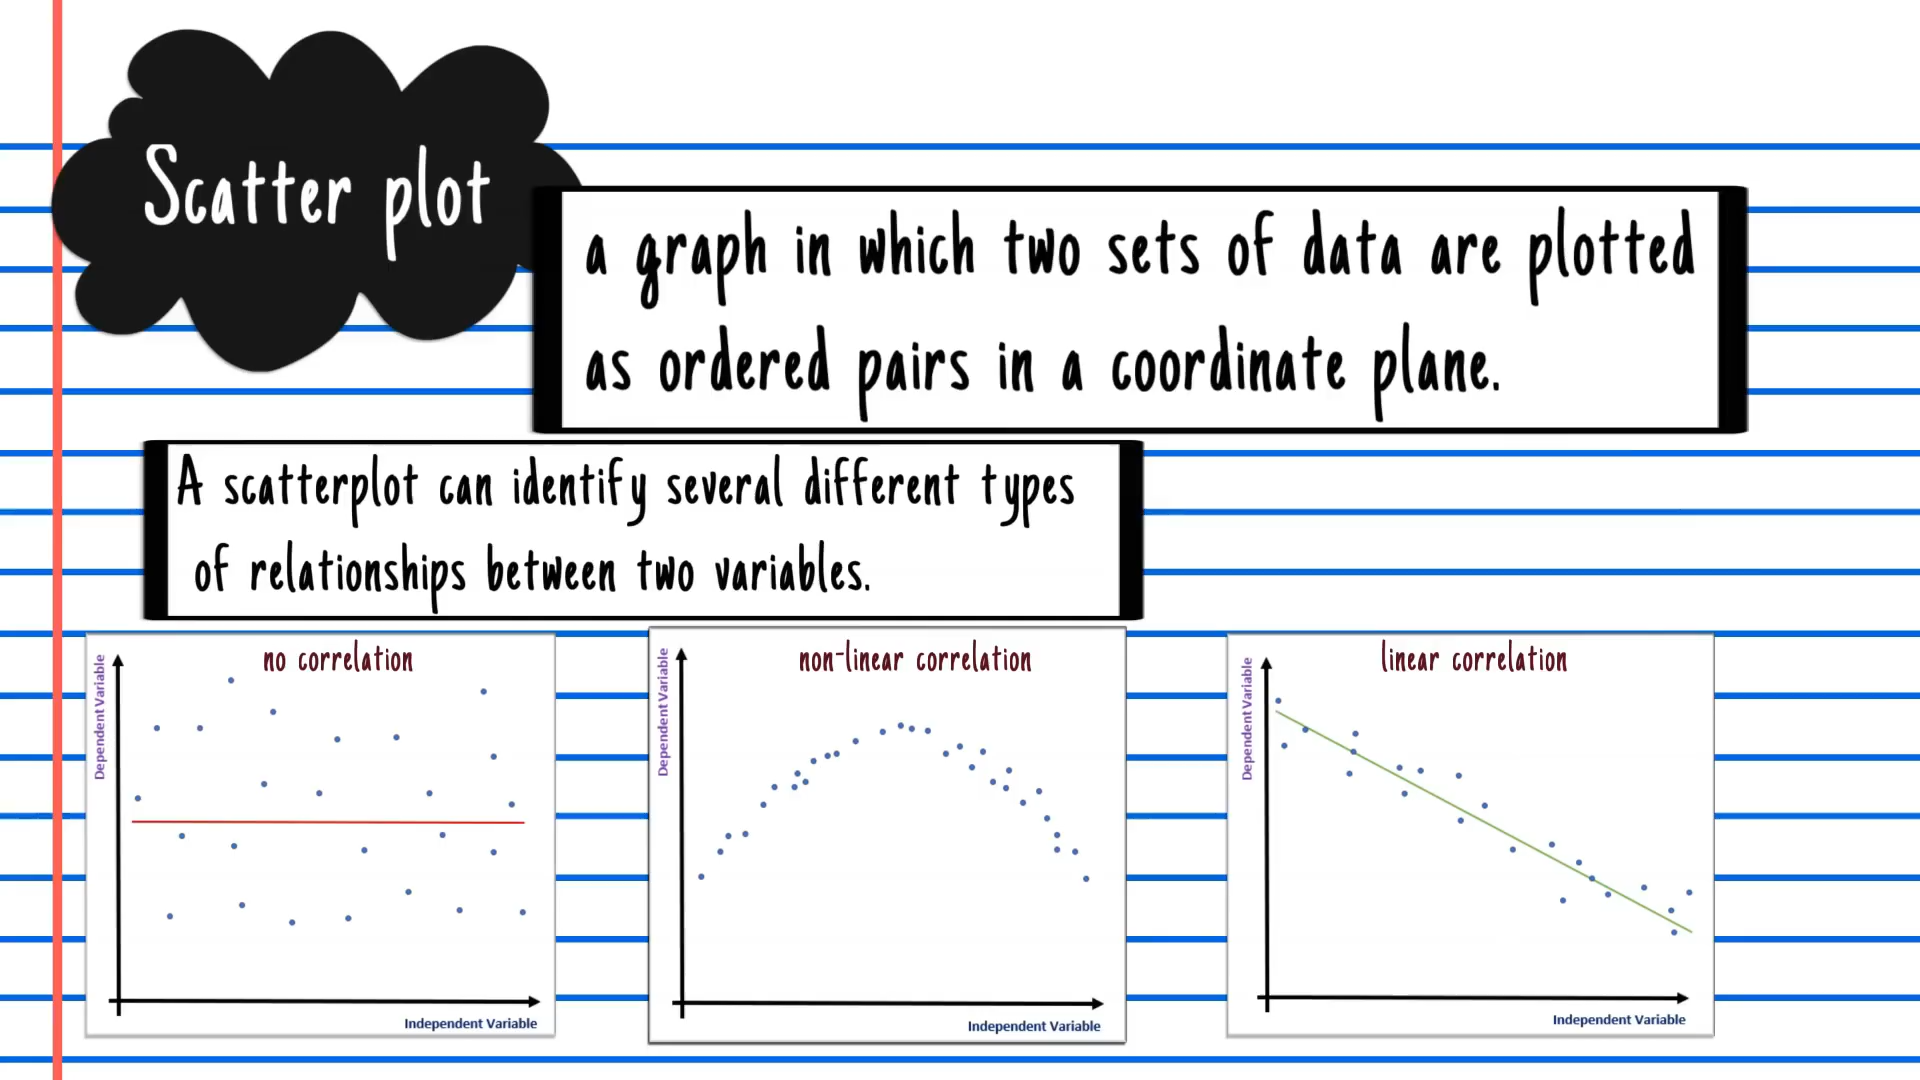 Scatter plot
a graph in which two sets of data are plotted
as ordered pairs in a coordinate plane.
A scatterplot can identify several different types
of relationships between two variables.
no correlation
Dependent Variable
Independent Variable
non-linear correlation
Dependent Variable
Independent Variable
linear correlation
Dependent Variable
Independent Variable